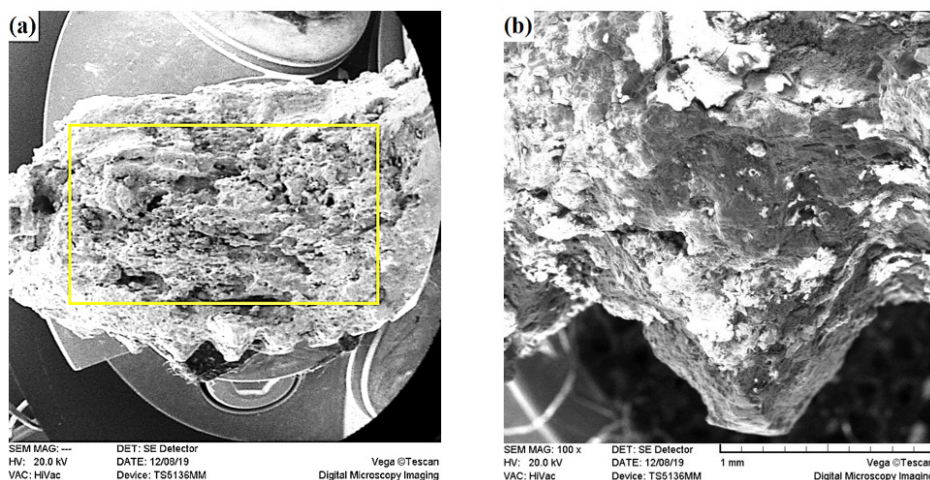 (a)
SEM MAG: ---
DET: SE Detector
HV: 20.0 kV
DATE: 12/08/19
Vega ©Tescan
VAC: HiVac
Device: TS5136MM
Digital Microscopy Imaging
(b)
SEM MAG: 100 x
DET: SE Detector
HV: 20.0 kV
DATE: 12/08/19
1 mm
Vega ©Tescan
VAC: HiVac
Device: TS5136MM
Digital Microscopy Imaging